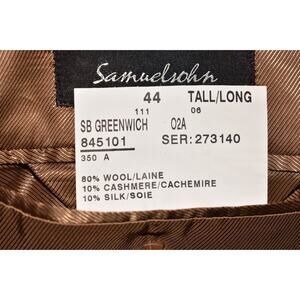 Samuelsohn
44 TALL/LONG
111 06
SB GREENWICH O2A
845101 SER: 273140
350 A
80% WOOL/LAINE
10% CASHMERE/CACHEMIRE
10% SILK/SOIE